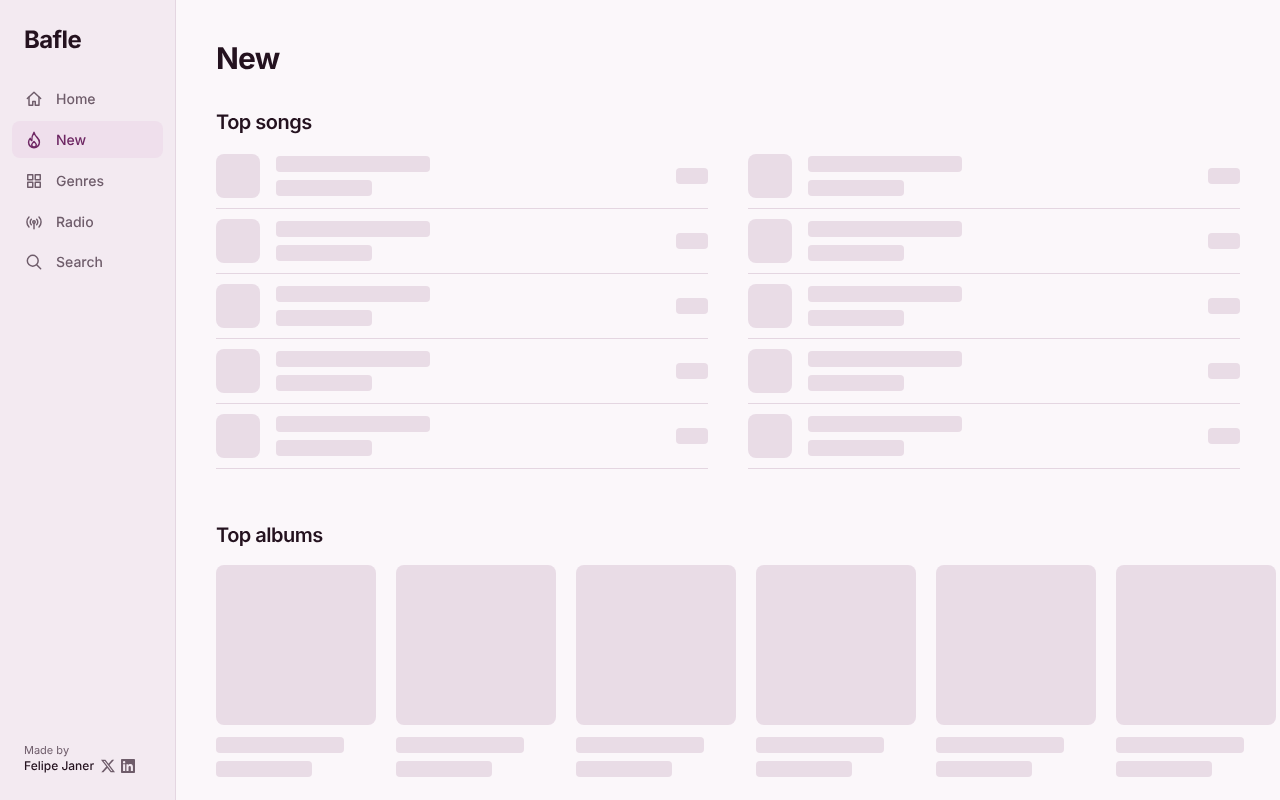 Bafle
Home
New
Genres
Radio
Search
Made by
Felipe Janer
New
Top songs
Top albums